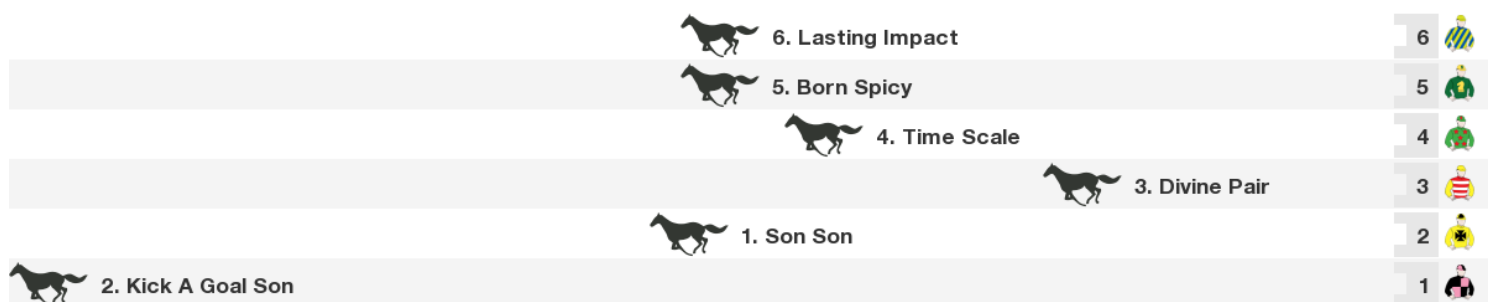 6. Lasting Impact 6
5. Born Spicy 5
4. Time Scale 4
3. Divine Pair 3
1. Son Son 2
2. Kick A Goal Son 1